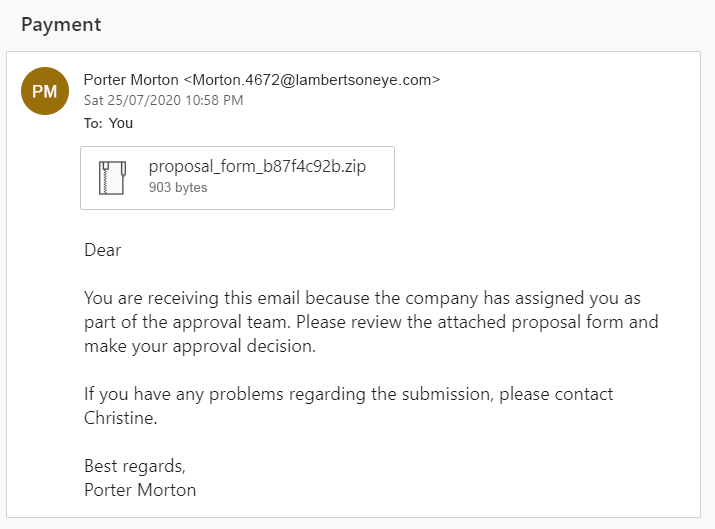 Payment
PM
Porter Morton <Morton.4672@lambertsoneye.com>
Sat 25/07/2020 10:58 PM
To: You
proposal_form_b87f4c92b.zip
903 bytes
Dear
You are receiving this email because the company has assigned you as
part of the approval team. Please review the attached proposal form and
make your approval decision.
If you have any problems regarding the submission, please contact
Christine.
Best regards,
Porter Morton